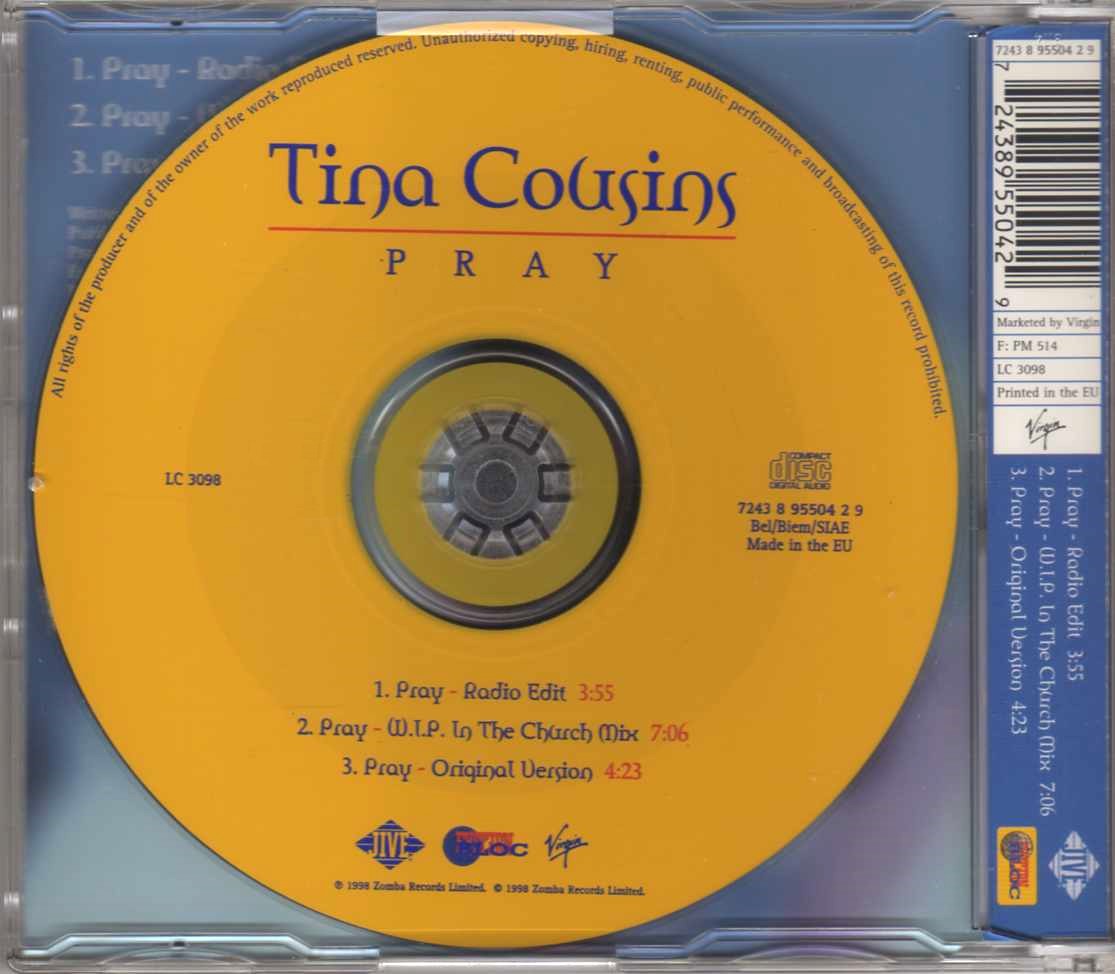 1. Pray - Radio
2. Pray -
3. Pray
All rights of the producer and of the owner of the work reproduced reserved. Unauthorized copying, hiring, renting, public performance and broadcasting of this record prohibited.
Tina Cousins
PRAY
LC 3098
COMPACT
disc
DIGITAL AUDIO
7243 8 95504 2 9
Bel/Biem/SIAE
Made in the EU
1. Pray - Radio Edit 3:55
2. Pray - W.I.P. In The Church Mix 7:06
3. Pray - Original Version 4:23
JIVE
BLOC
Virgin
℗ 1998 Zomba Records Limited. © 1998 Zomba Records Limited.
7243 8 95504 2 9
7 24389 55042 9
Marketed by Virgin
F: PM 514
LC 3098
Printed in the EU
Virgin
1. Pray - Radio Edit 3:55
2. Pray - W.I.P. In The Church Mix 7:06
3. Pray - Original Version 4:23
BLOC
JIVE